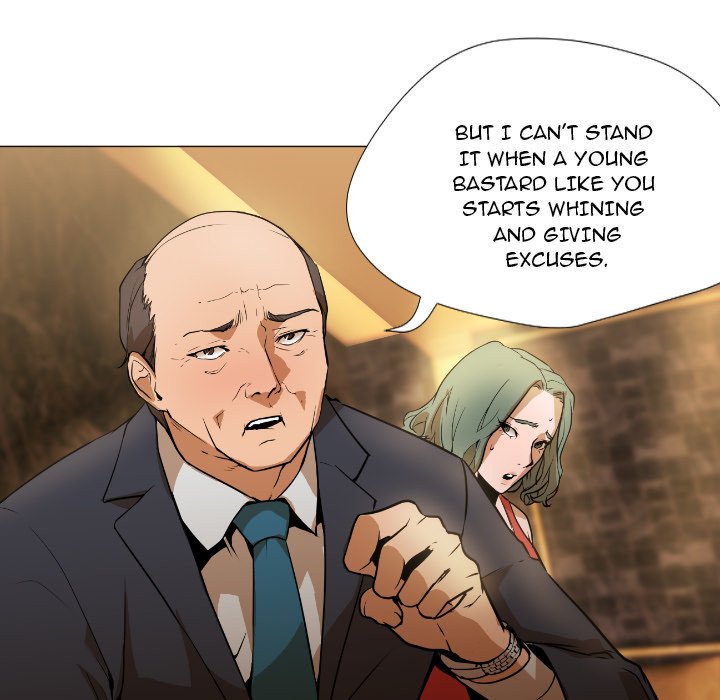 BUT I CAN'T STAND
IT WHEN A YOUNG
BASTARD LIKE YOU
STARTS WHINING
AND GIVING
EXCUSES.